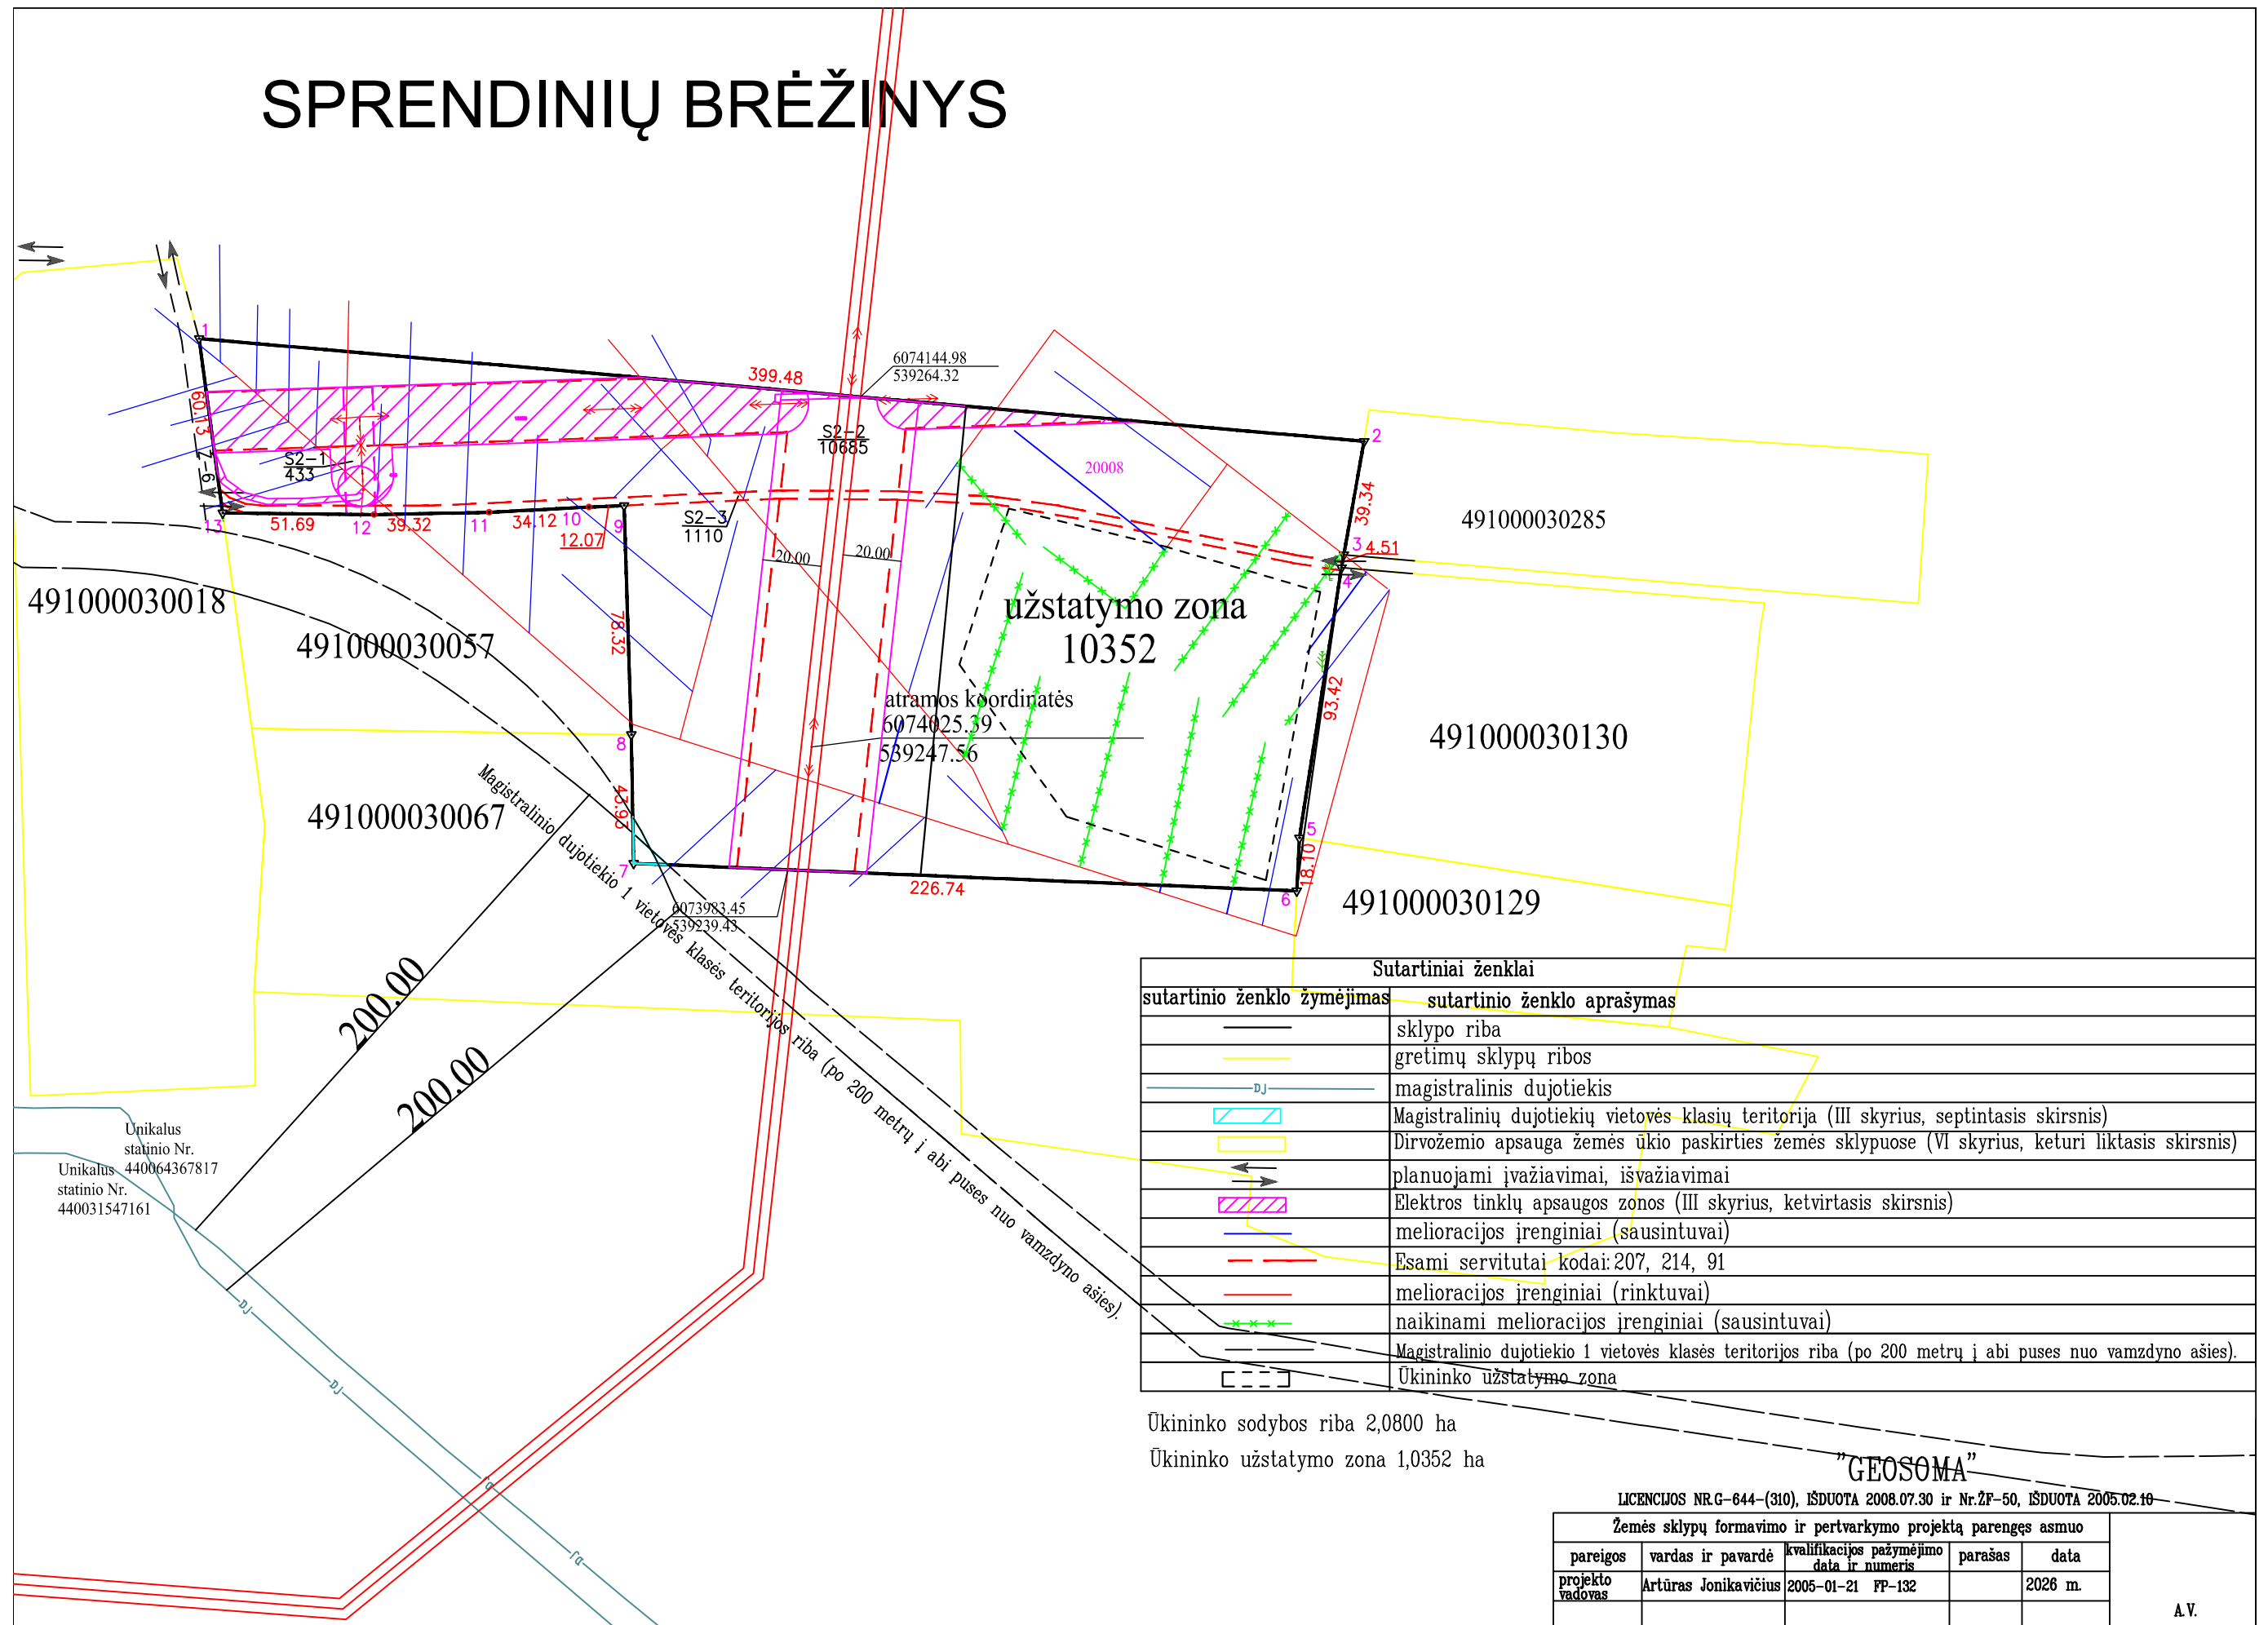 SPRENDINIŲ BRĖŽINYS
1
399.48
6074144.98
539264.32
60.13
7-6
S2-1
433
S2-2
10685
2
20008
39.34
491000030285
13
51.69
12
39.32
11
34.12
10
12.07
9
S2-3
1110
20.00
20.00
3
4.51
4
491000030018
491000030057
78.32
užstatymo zona
10352
atramos koordinatės
6074025.39
539247.56
93.42
491000030130
8
43.93
491000030067
7
5
18.10
6
226.74
491000030129
6073983.45
539239.43
Magistralinio dujotiekio 1 vietovės klasės teritorijos riba (po 200 metrų į abi puses nuo vamzdyno ašies).
200.00
200.00
Unikalus
statinio Nr.
440064367817
Unikalus
statinio Nr.
440031547161
DJ
DJ
DJ
DJ
Sutartiniai ženklai
sutartinio ženklo žymėjimas sutartinio ženklo aprašymas
sklypo riba
gretimų sklypų ribos
DJ magistralinis dujotiekis
Magistralinių dujotiekių vietovės klasių teritorija (III skyrius, septintasis skirsnis)
Dirvožemio apsauga žemės ūkio paskirties žemės sklypuose (VI skyrius, keturi liktasis skirsnis)
planuojami įvažiavimai, išvažiavimai
Elektros tinklų apsaugos zonos (III skyrius, ketvirtasis skirsnis)
melioracijos įrenginiai (sausintuvai)
Esami servitutai kodai: 207, 214, 91
melioracijos įrenginiai (rinktuvai)
naikinami melioracijos įrenginiai (sausintuvai)
Magistralinio dujotiekio 1 vietovės klasės teritorijos riba (po 200 metrų į abi puses nuo vamzdyno ašies).
Ūkininko užstatymo zona
Ūkininko sodybos riba 2,0800 ha
Ūkininko užstatymo zona 1,0352 ha
"GEOSOMA"
LICENCIJOS NR.G-644-(310), IŠDUOTA 2008.07.30 ir Nr.ŽF-50, IŠDUOTA 2005.02.10
Žemės sklypų formavimo ir pertvarkymo projektą parengęs asmuo
pareigos vardas ir pavardė kvalifikacijos pažymėjimo data ir numeris parašas data
projekto vadovas Artūras Jonikavičius 2005-01-21 FP-132 2026 m.
A.V.